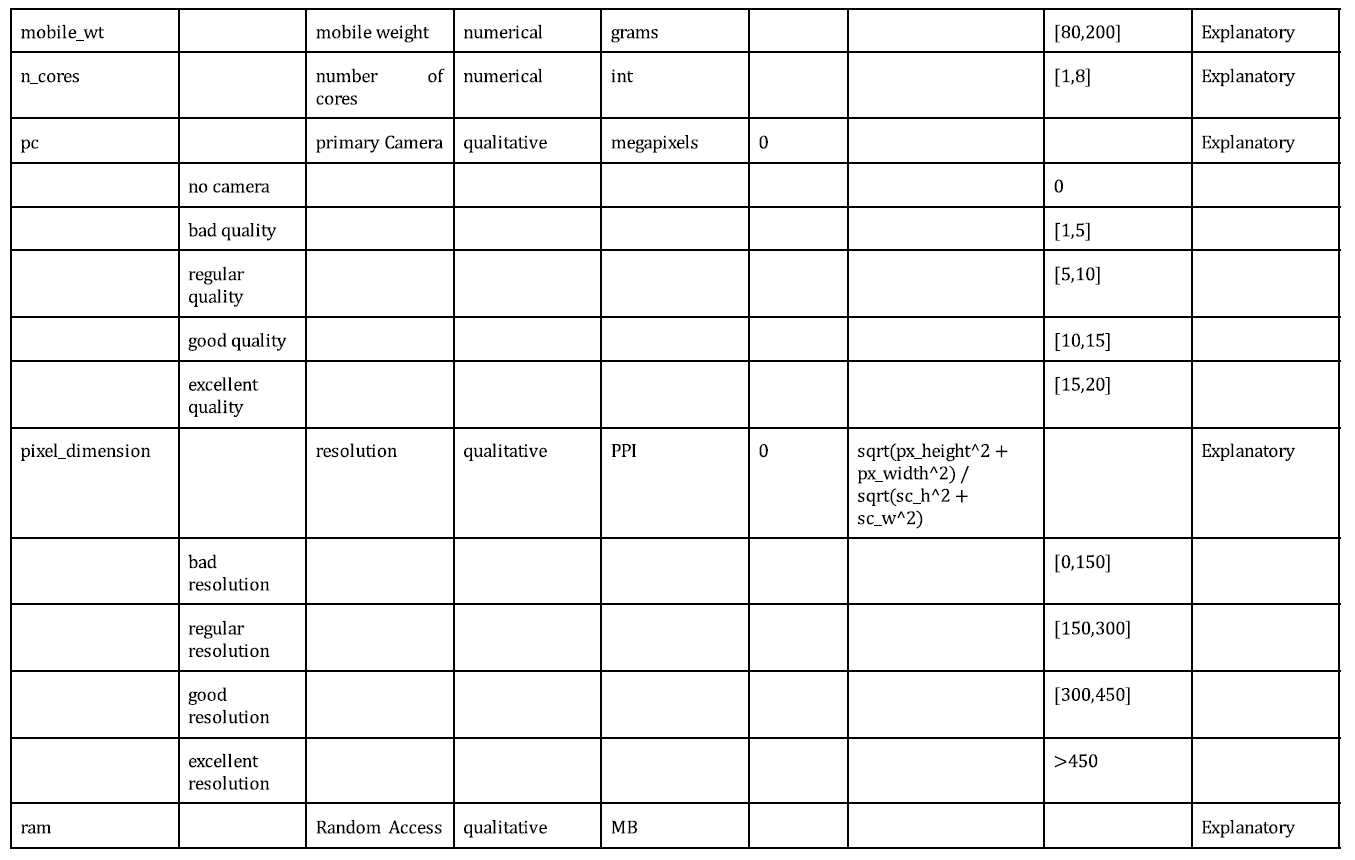 mobile_wt mobile weight numerical grams [80,200] Explanatory
n_cores number of numerical int [1,8] Explanatory
cores
pc primary Camera qualitative megapixels 0 Explanatory
no camera 0
bad quality [1,5]
regular [5,10]
quality
good quality [10,15]
excellent [15,20]
quality
pixel_dimension resolution qualitative PPI 0 sqrt(px_height^2 + Explanatory
px_width^2) /
sqrt(sc_h^2 +
sc_w^2)
bad [0,150]
resolution
regular [150,300]
resolution
good [300,450]
resolution
excellent >450
resolution
ram Random Access qualitative MB Explanatory